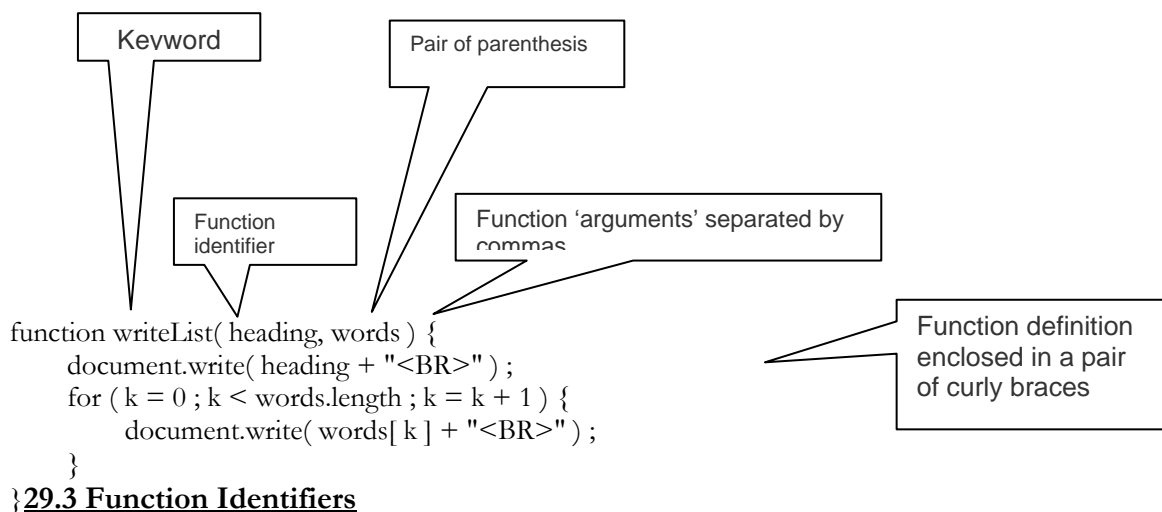 Keyword
Pair of parenthesis
Function
identifier
Function ‘arguments’ separated by
commas
Function definition
enclosed in a pair
of curly braces
function writeList( heading, words ) {
document.write( heading + "<BR>" ) ;
for ( k = 0 ; k < words.length ; k = k + 1 ) {
document.write( words[ k ] + "<BR>" ) ;
}
}29.3 Function Identifiers